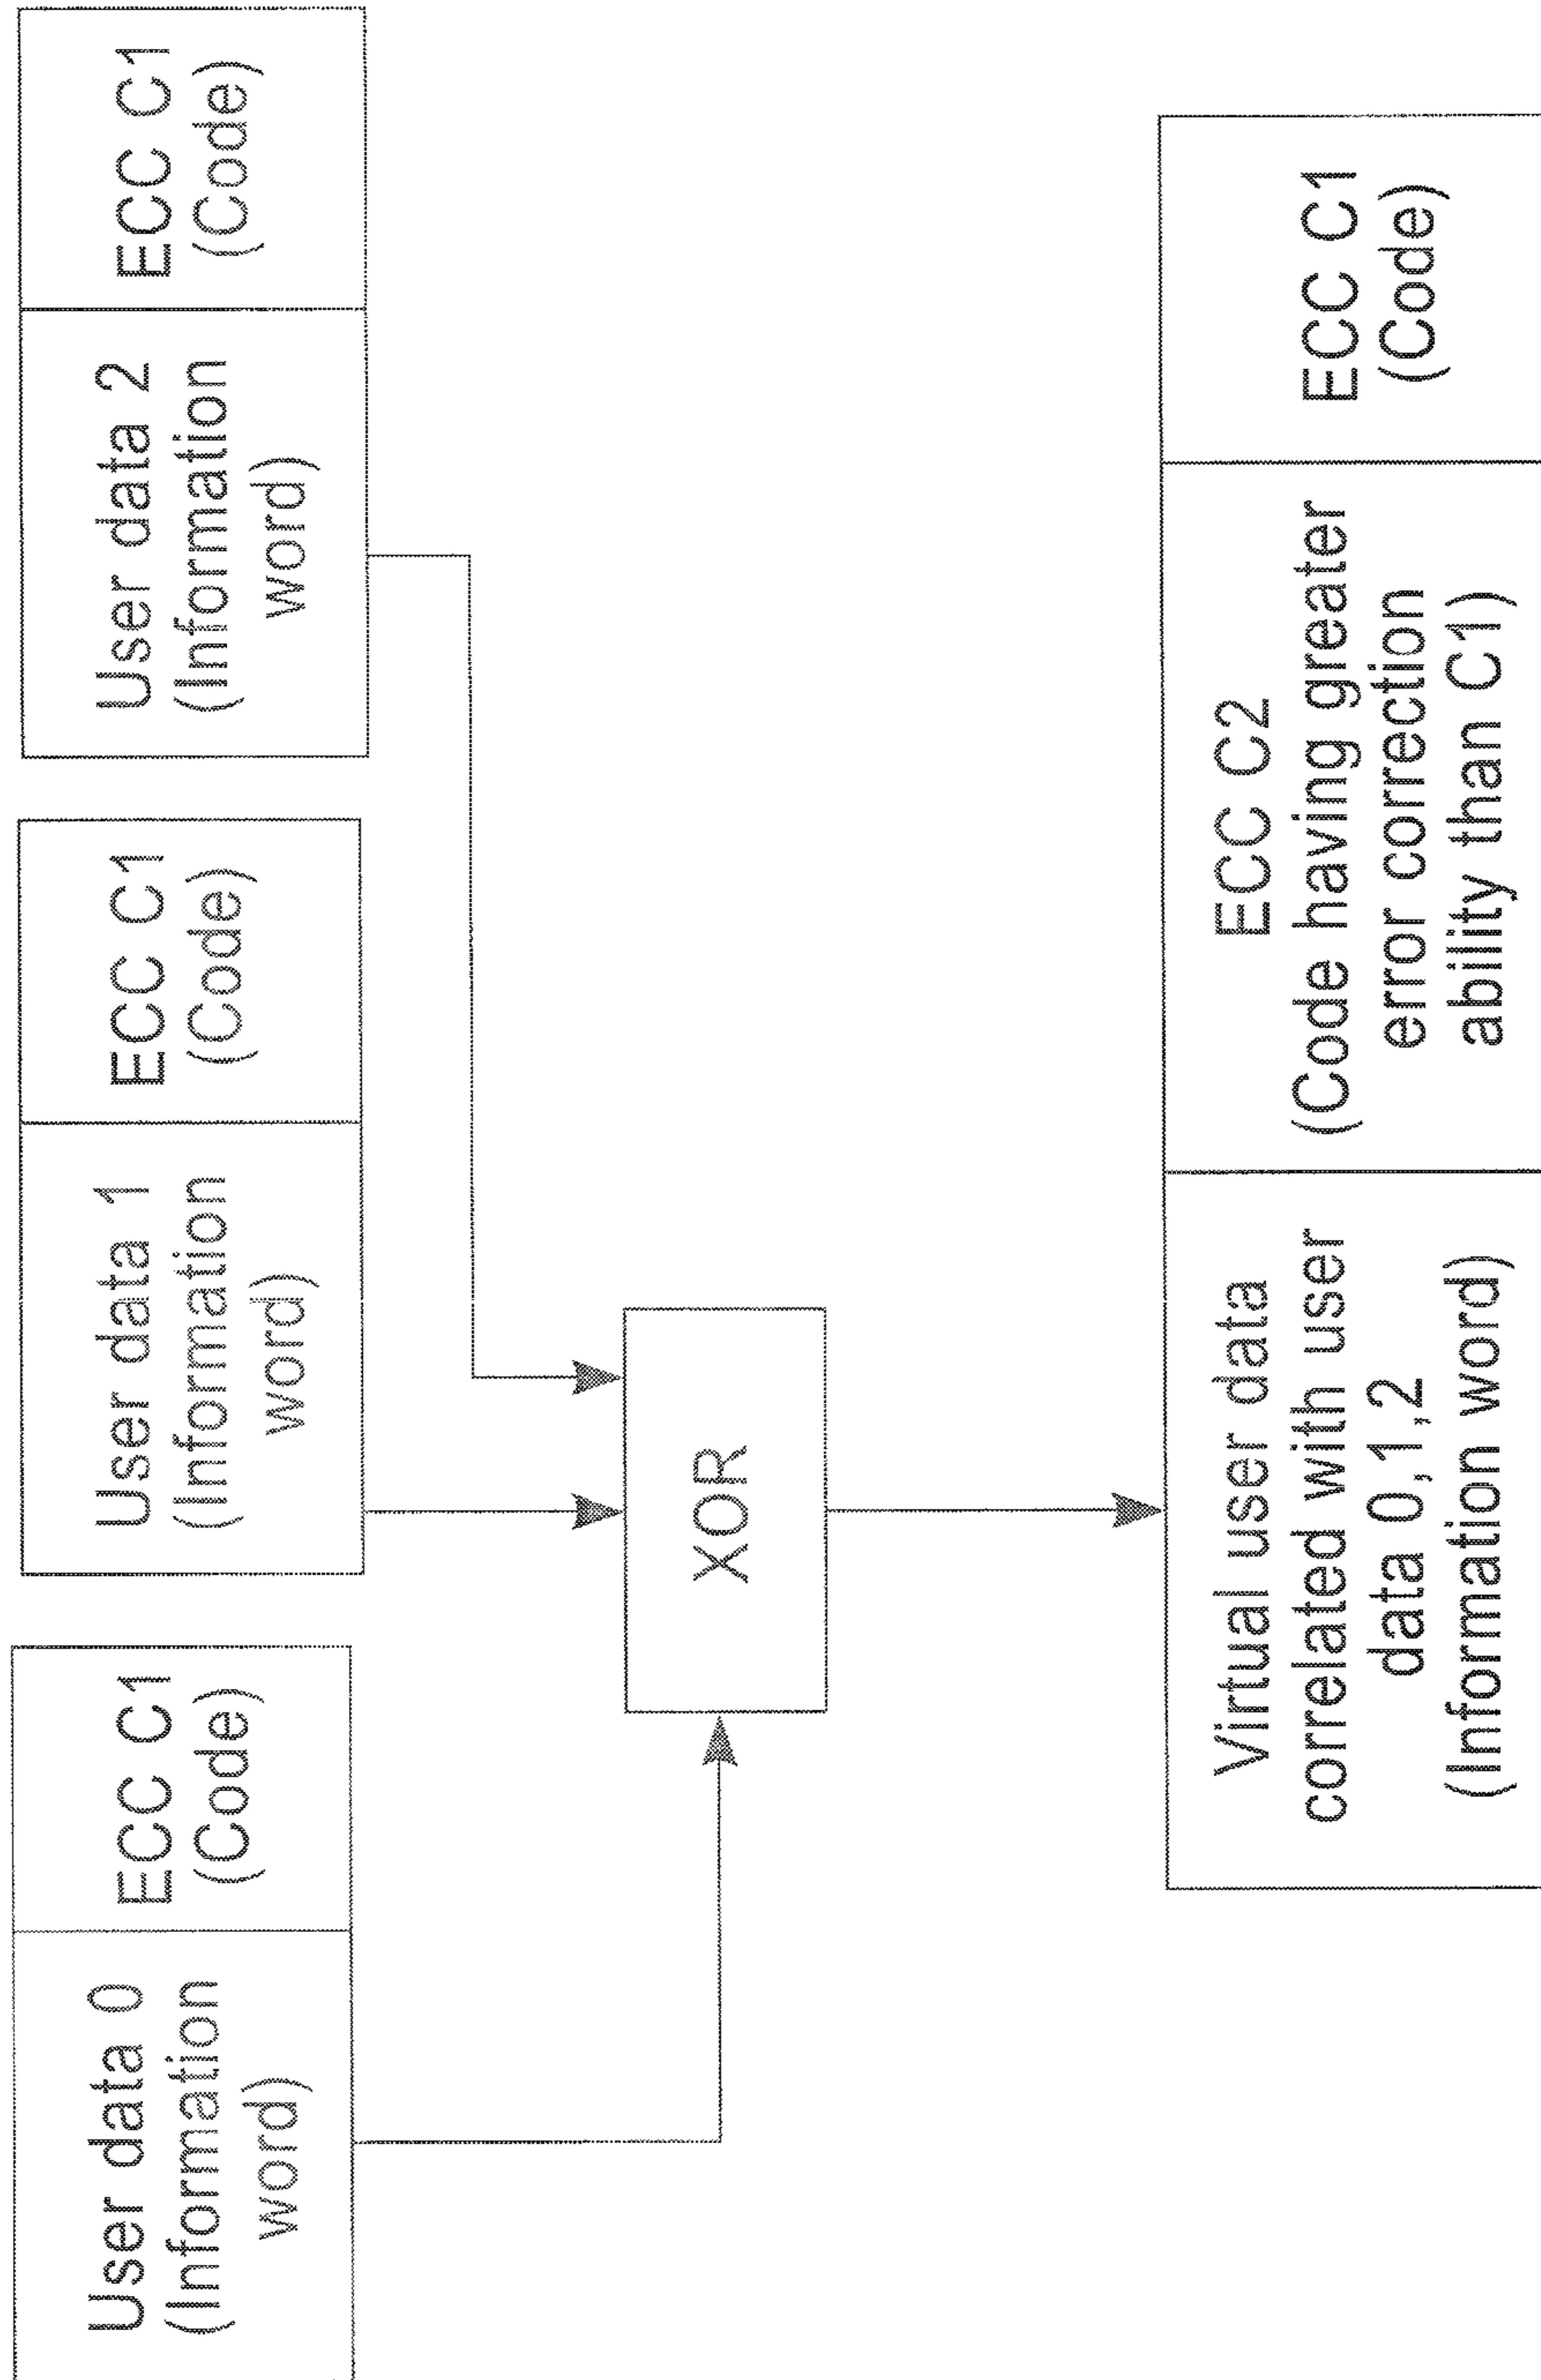 User data 0
(Information
word)
ECC C1
(Code)
User data 1
(Information
word)
ECC C1
(Code)
User data 2
(Information
word)
ECC C1
(Code)
XOR
Virtual user data
correlated with user
data 0,1,2
(Information word)
ECC C2
(Code having greater
error correction
ability than C1)
ECC C1
(Code)